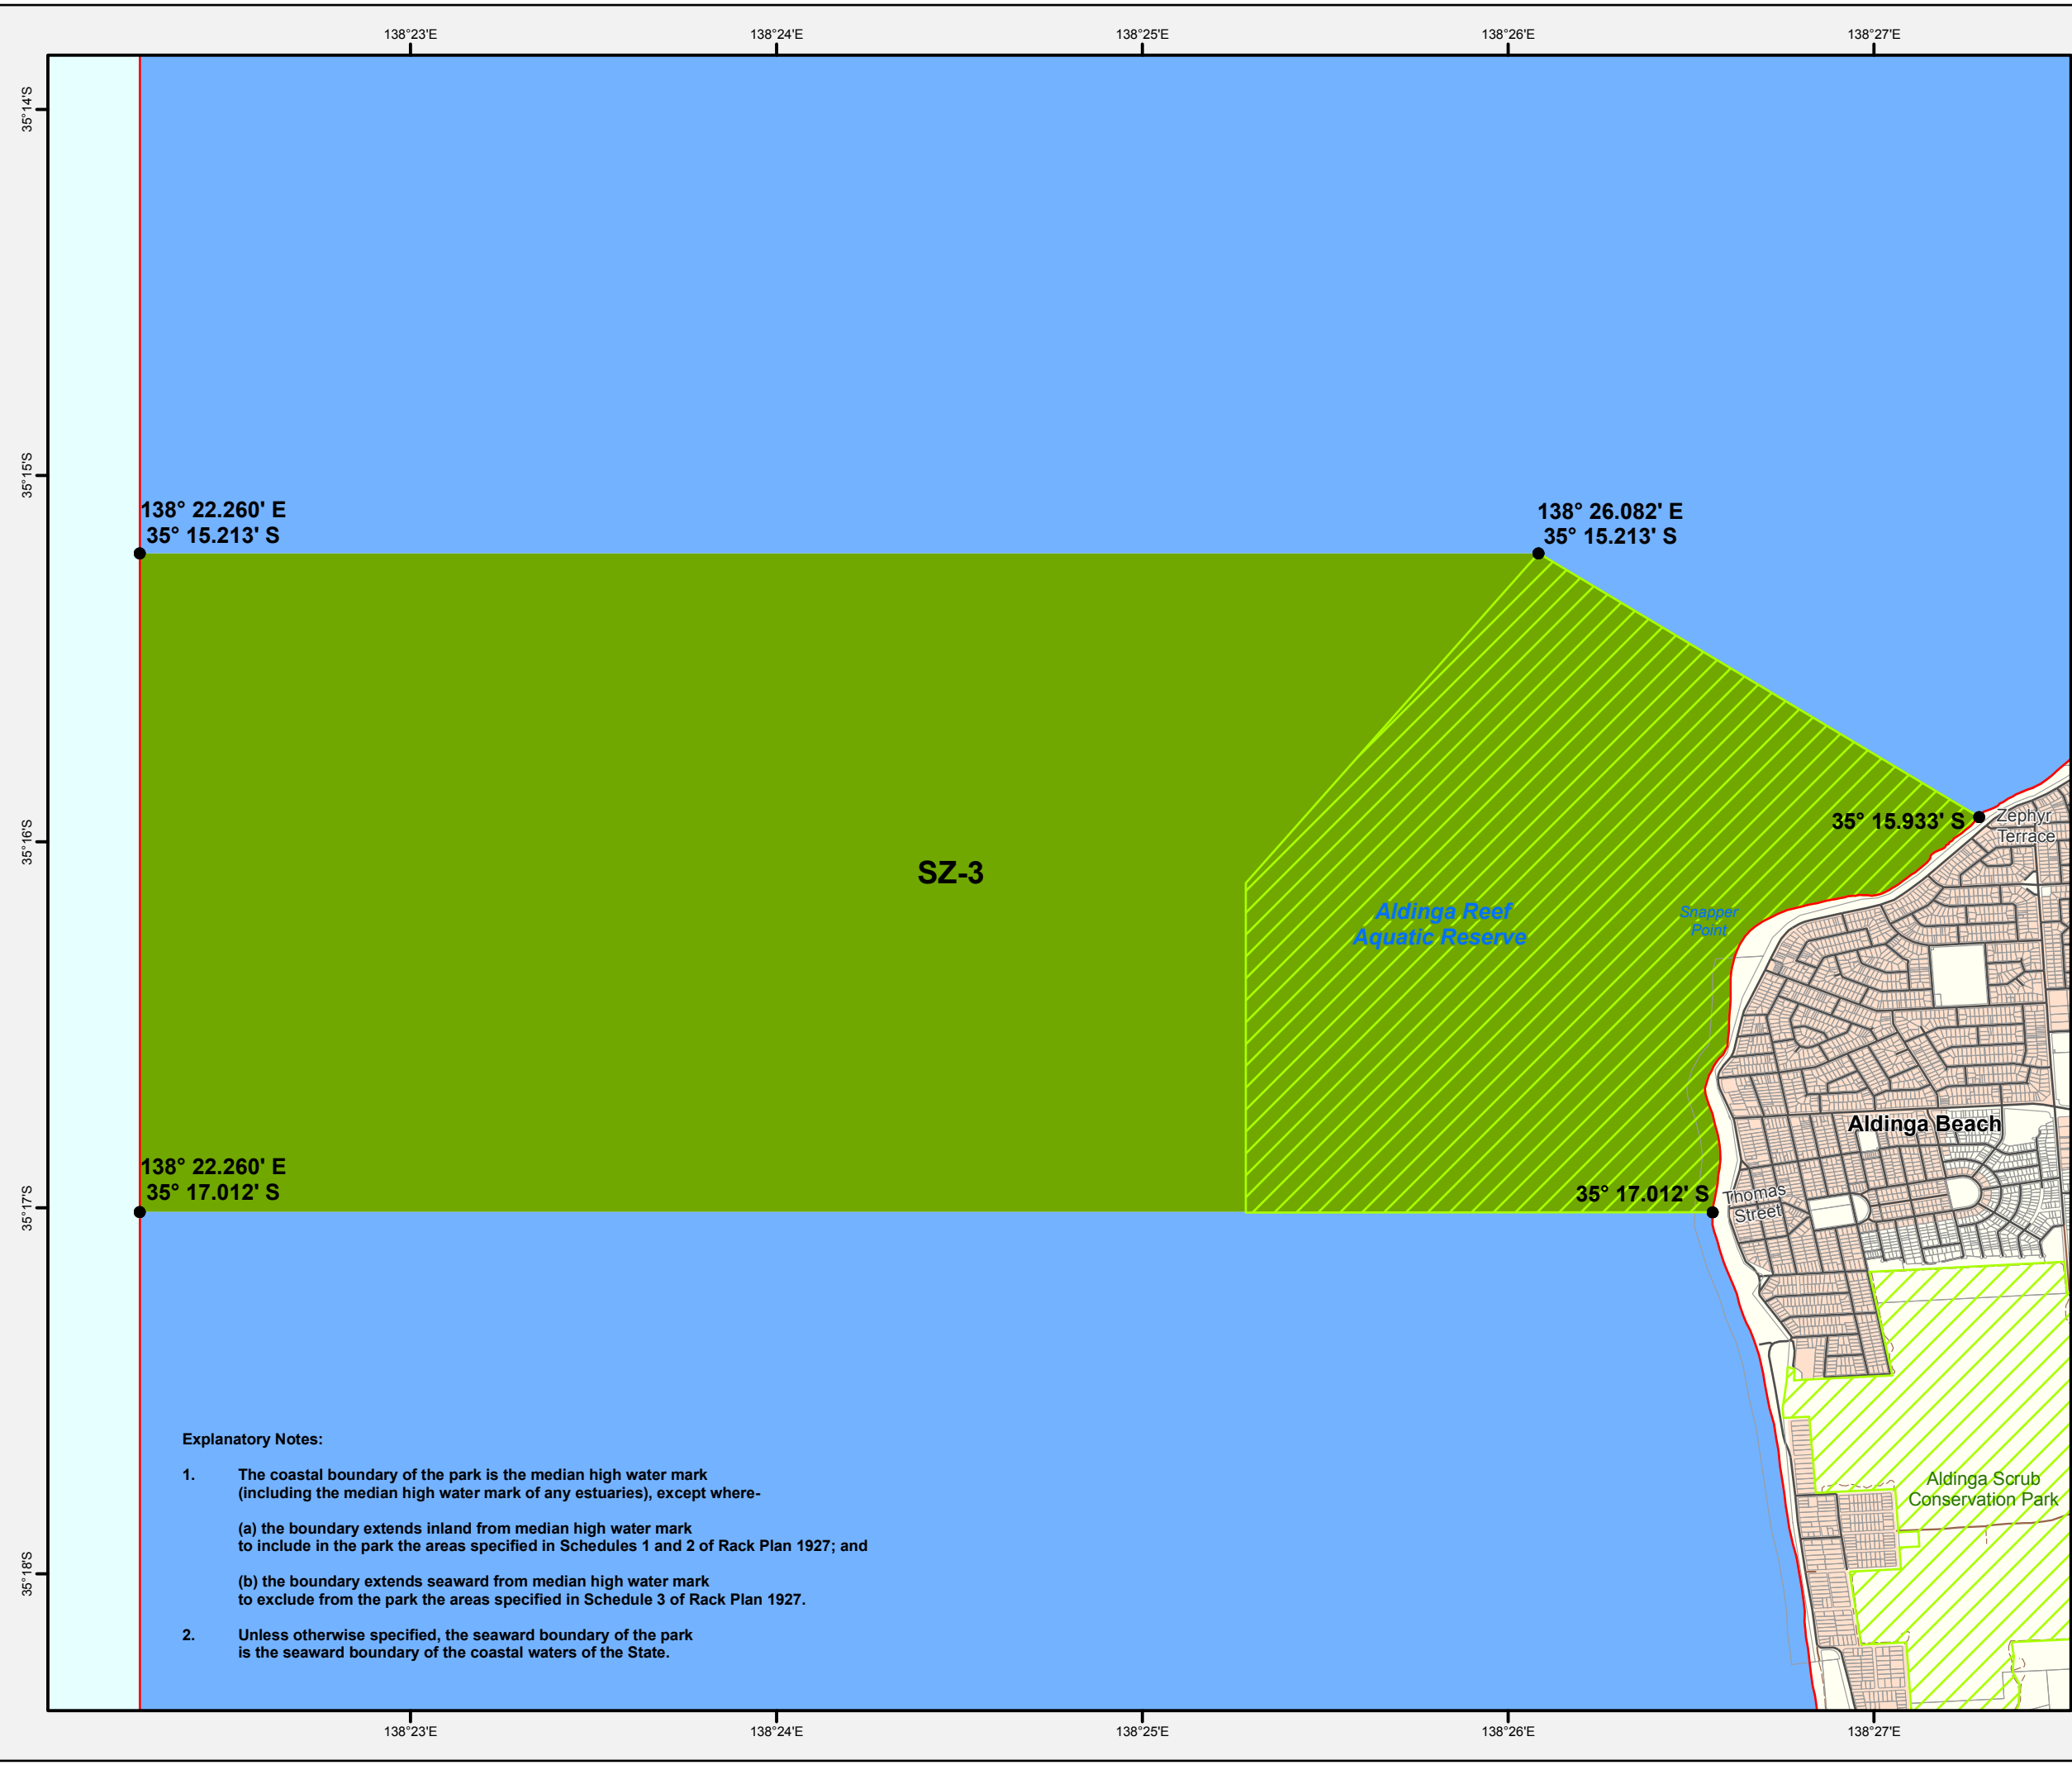 138°23'E
138°24'E
138°25'E
138°26'E
138°27'E
35°14'S
35°15'S
138° 22.260' E
35° 15.213' S
138° 26.082' E
35° 15.213' S
35° 15.933' S
Zephyr
Terrace
35°16'S
SZ-3
Aldinga Reef
Aquatic Reserve
Snapper
Point
Aldinga Beach
138° 22.260' E
35° 17.012' S
35° 17.012' S
Thomas
Street
35°17'S
Explanatory Notes:
1. The coastal boundary of the park is the median high water mark
(including the median high water mark of any estuaries), except where-
(a) the boundary extends inland from median high water mark
to include in the park the areas specified in Schedules 1 and 2 of Rack Plan 1927; and
(b) the boundary extends seaward from median high water mark
to exclude from the park the areas specified in Schedule 3 of Rack Plan 1927.
2. Unless otherwise specified, the seaward boundary of the park
is the seaward boundary of the coastal waters of the State.
Aldinga Scrub
Conservation Park
35°18'S
138°23'E
138°24'E
138°25'E
138°26'E
138°27'E